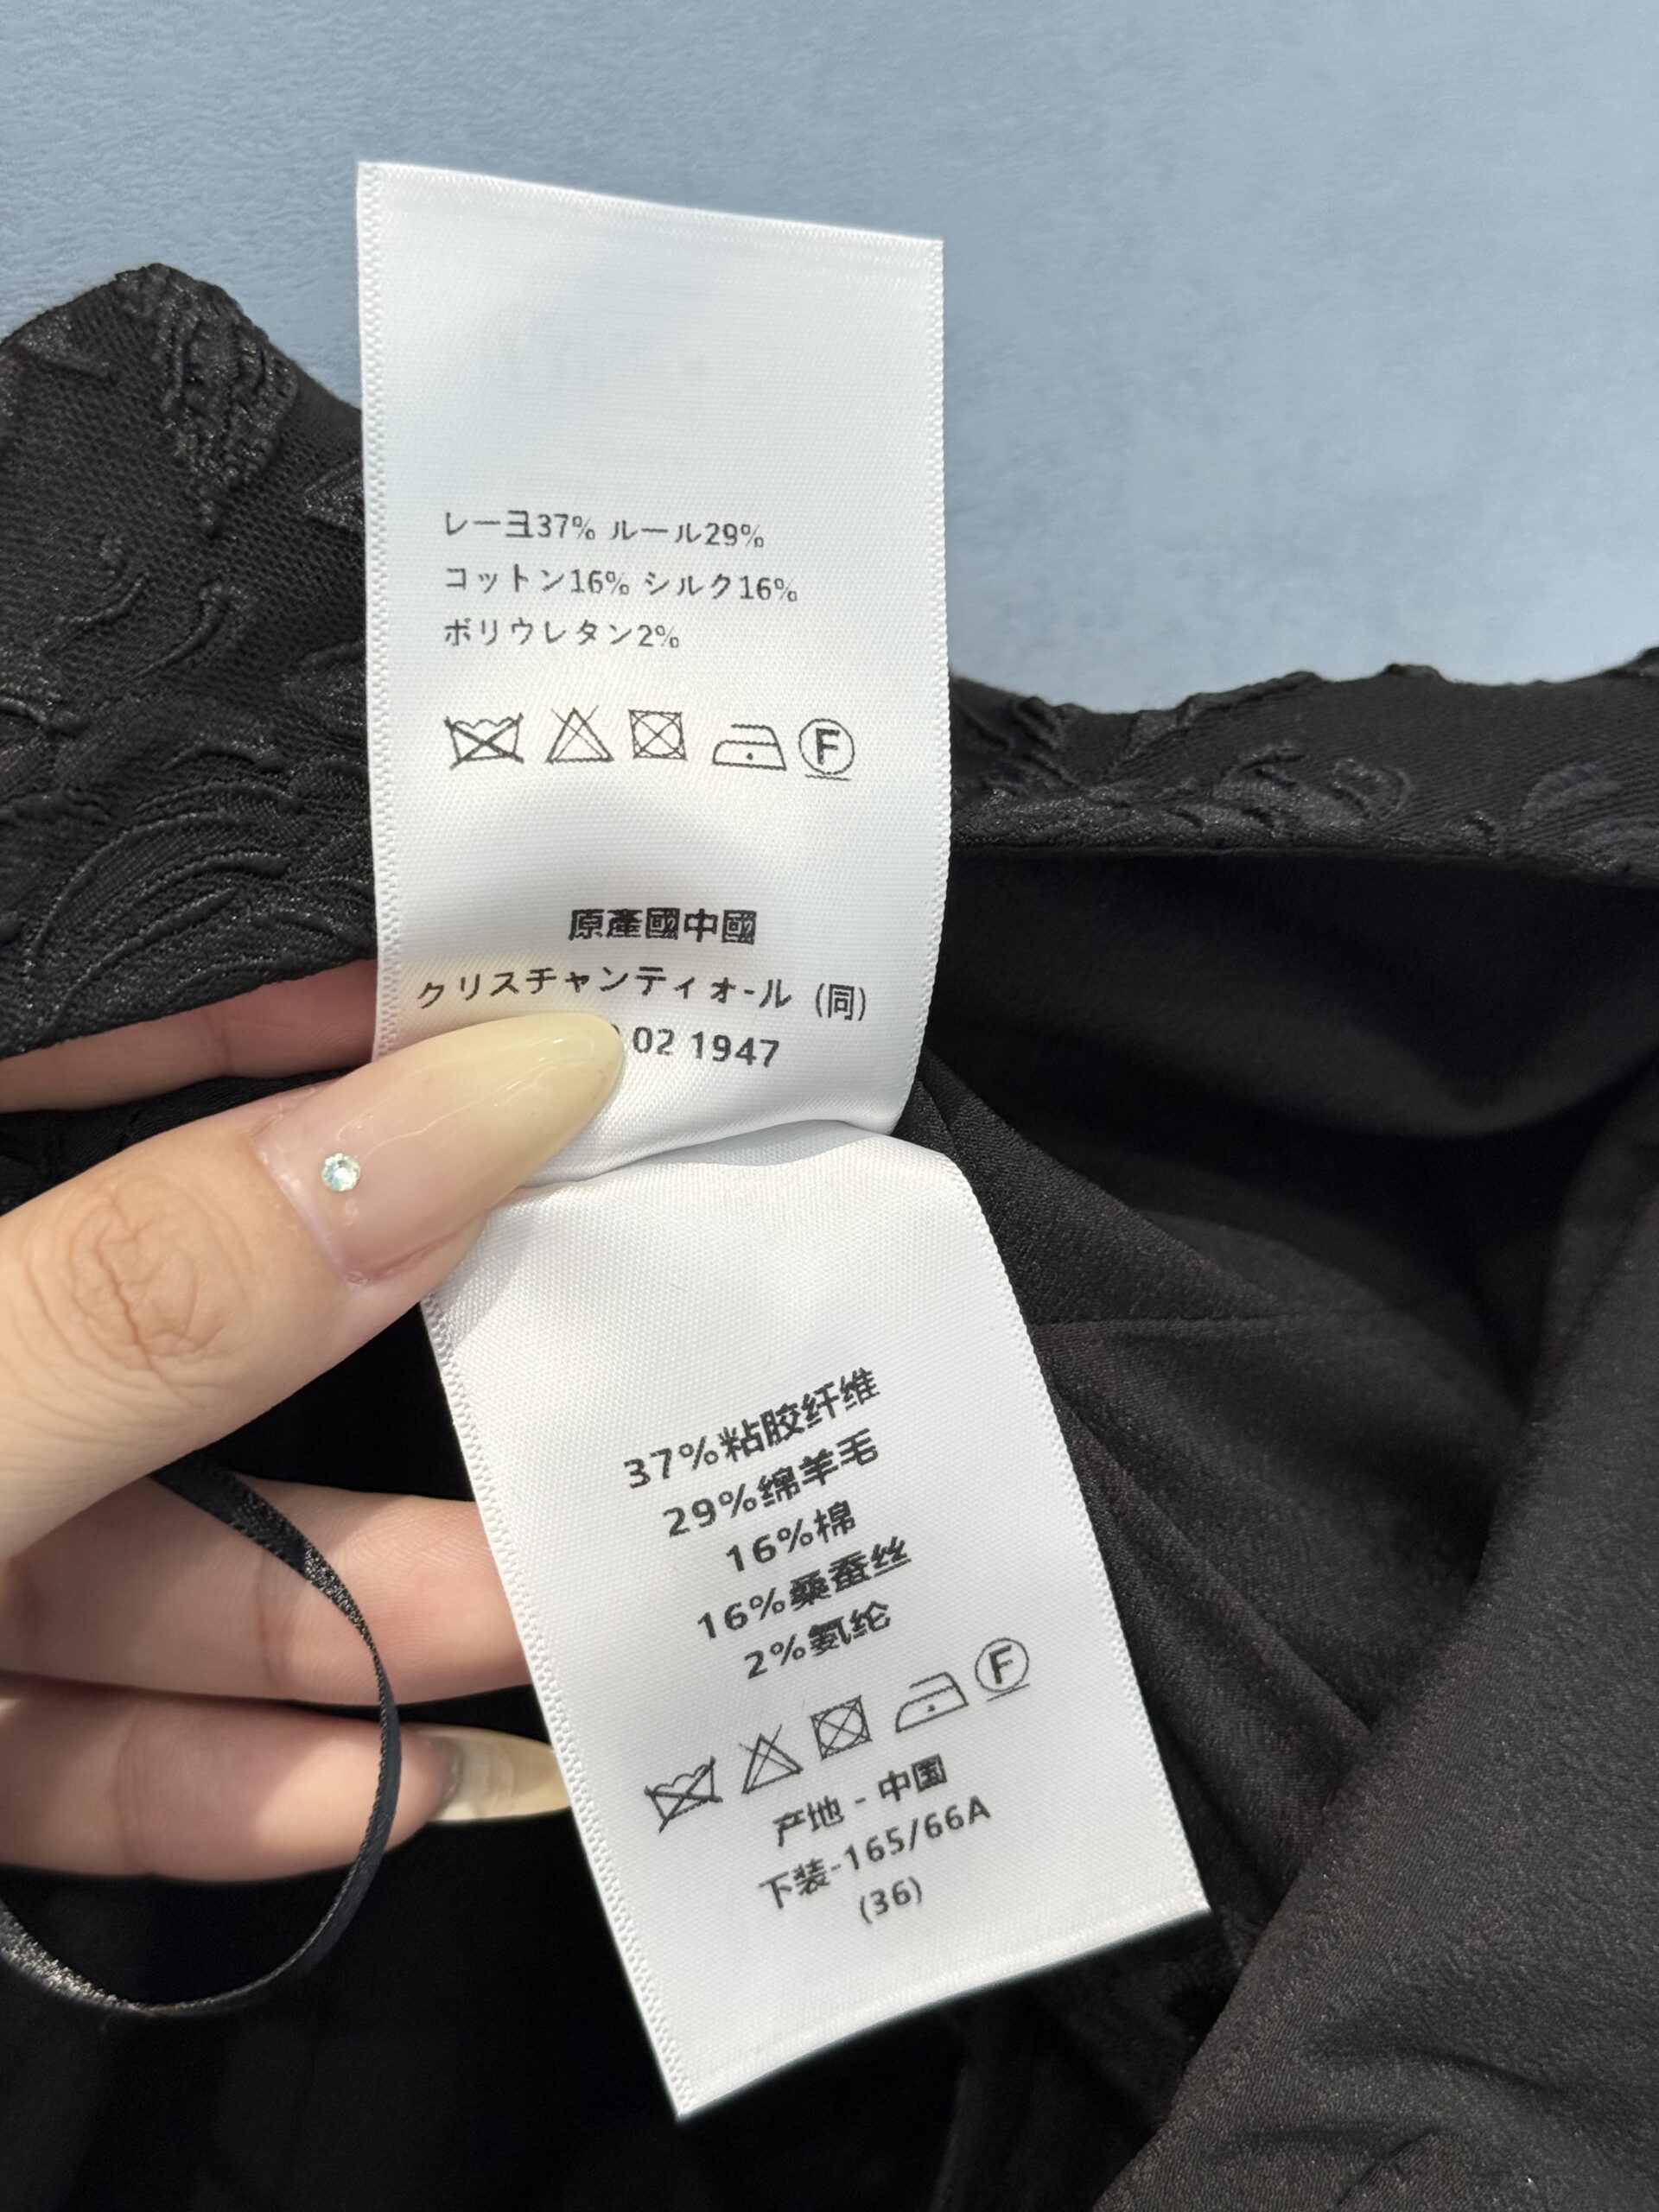 レーヨ37% ルール29%
コットン16% シルク16%
ポリウレタン2%
F
原產國中國
クリスチャンティオ-ル (同)
02 1947
37%粘胶纤维
29%绵羊毛
16%棉
16%桑蚕丝
2%氨纶
F
产地 - 中国
下装-165/66A
(36)